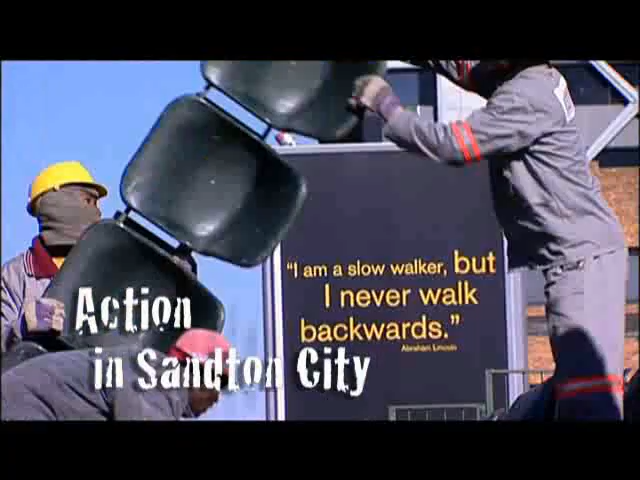 "I am a slow walker, but
I never walk
backwards."
Abraham Lincoln
Action
in Sandton City